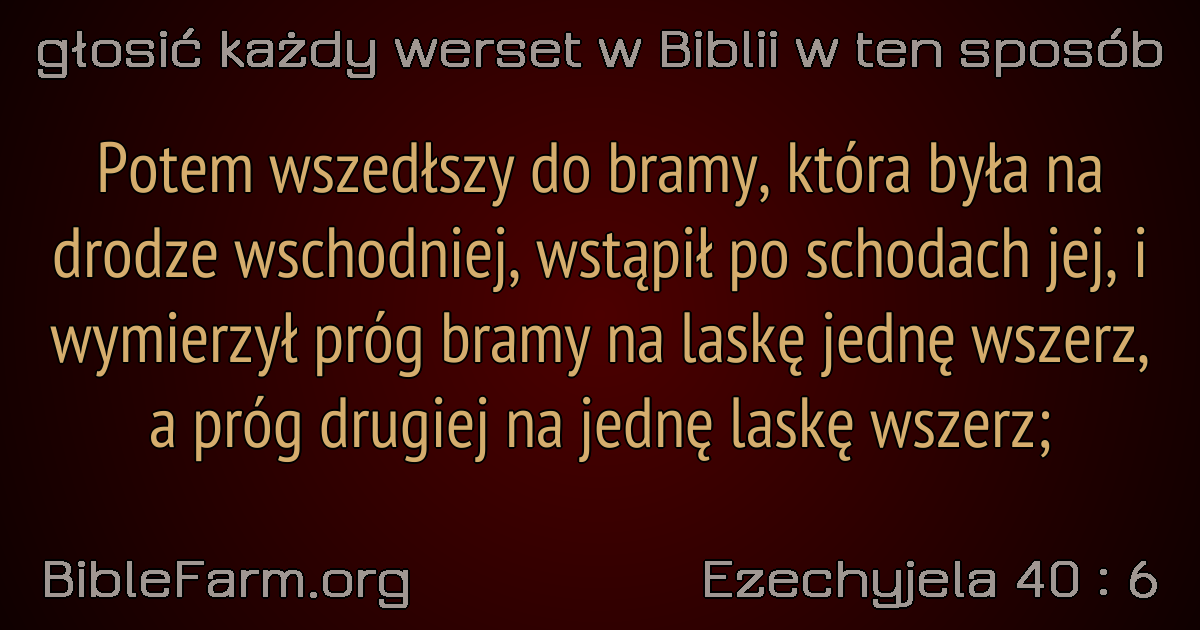 głosić każdy werset w Biblii w ten sposób
Potem wszedłszy do bramy, która była na
drodze wschodniej, wstąpił po schodach jej, i
wymierzył próg bramy na laskę jednę wszerz,
a próg drugiej na jednę laskę wszerz;
BibleFarm.org
Ezechyjela 40 : 6